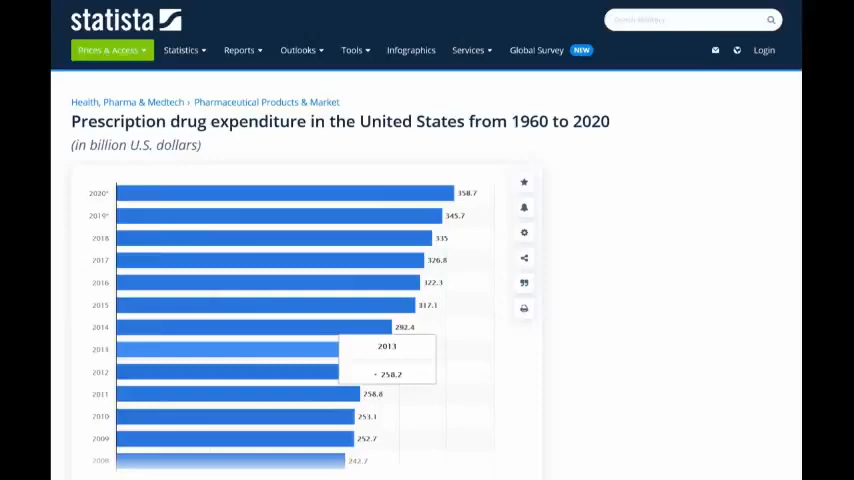 statista
Prices & Access
Statistics
Reports
Outlooks
Tools
Infographics
Services
Global Survey
NEW
Login
Health, Pharma & Medtech › Pharmaceutical Products & Market
Prescription drug expenditure in the United States from 1960 to 2020
(in billion U.S. dollars)
2020* 358.7
2019* 345.7
2018 335
2017 326.8
2016 322.3
2015 317.1
2014 292.4
2013
2013
- 258.2
2012
2011 258.8
2010 253.1
2009 252.7
2008 242.7